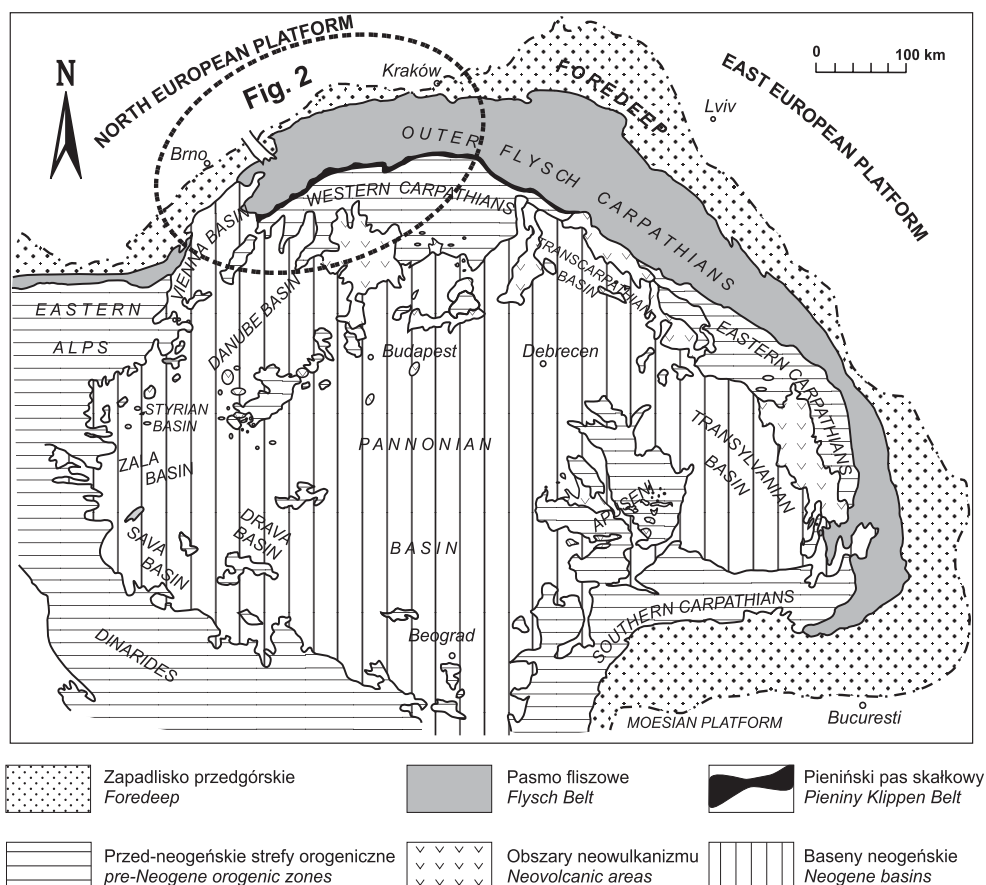 NORTH EUROPEAN PLATFORM
N
Fig. 2
Kraków
FOREDEEP
0 100 km
EAST EUROPEAN PLATFORM
Lviv
Brno
OUTER FLYSCH CARPATHIANS
WESTERN CARPATHIANS
VIENNA BASIN
TRANSCARPATHIAN
BASIN
DANUBE BASIN
EASTERN
ALPS
Budapest
Debrecen
EASTERN CARPATHIANS
STYRIAN
BASIN
PANNONIAN
BASIN
TRANSYLVANIAN
BASIN
ZALA
BASIN
APUSENI
DRAVA
BASIN
SAVA
BASIN
SOUTHERN CARPATHIANS
Beograd
DINARIDES
MOESIAN PLATFORM
Bucuresti
Zapadlisko przedgórskie
Foredeep
Pasmo fliszowe
Flysch Belt
Pieniński pas skałkowy
Pieniny Klippen Belt
Przed-neogeńskie strefy orogeniczne
pre-Neogene orogenic zones
Obszary neowulkanizmu
Neovolcanic areas
Baseny neogeńskie
Neogene basins